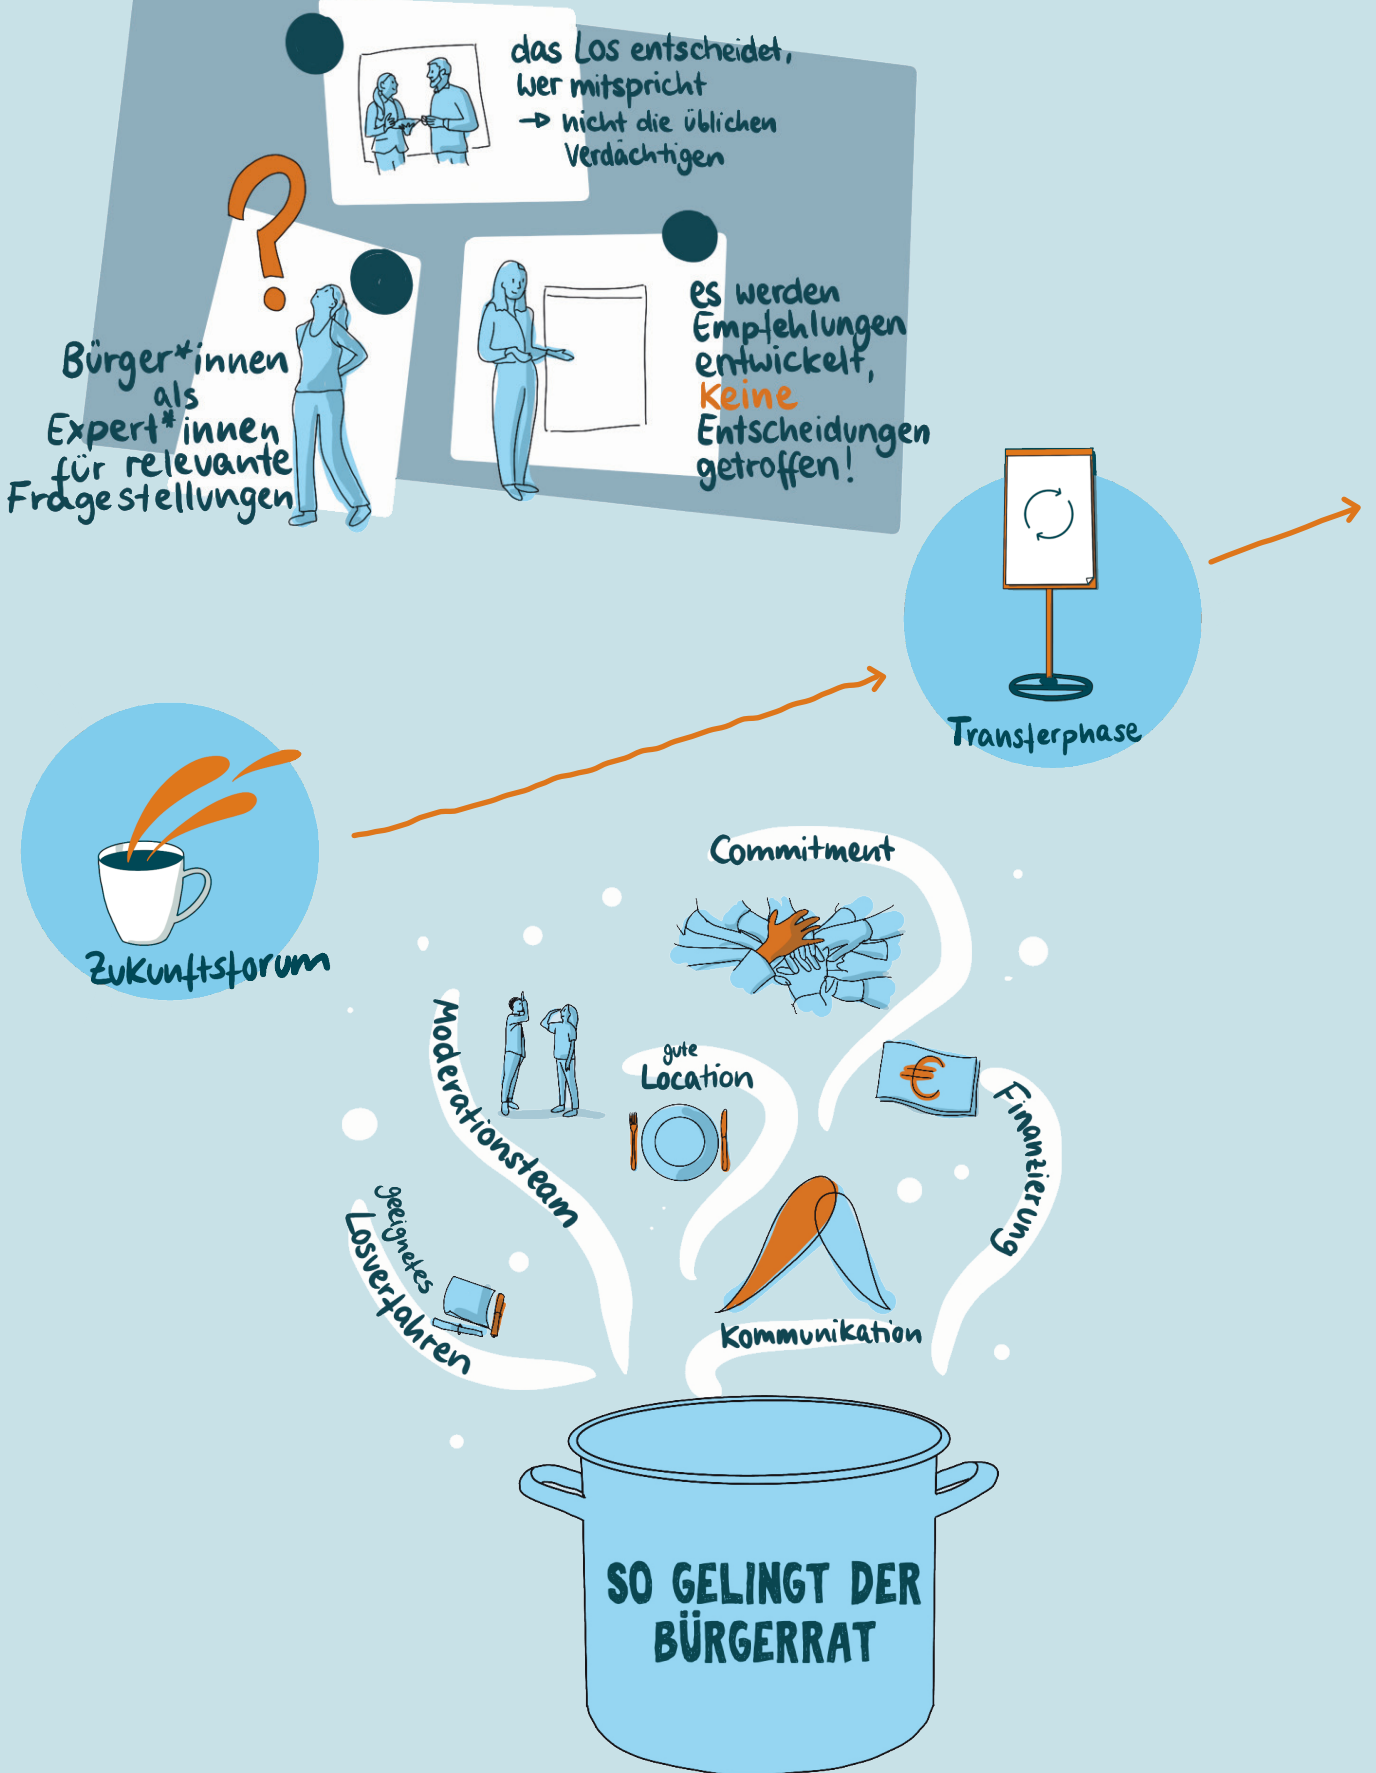 das Los entscheidet,
wer mitspricht
→ nicht die üblichen
Verdächtigen
Bürger*innen
als
Expert*innen
für relevante
Fragestellungen
es werden
Empfehlungen
entwickelt,
Keine
Entscheidungen
getroffen!
Transferphase
Zukunftsforum
Commitment
Moderationsteam
gute
Location
€
Finanzierung
geeignetes
Losverfahren
Kommunikation
SO GELINGT DER
BÜRGERRAT